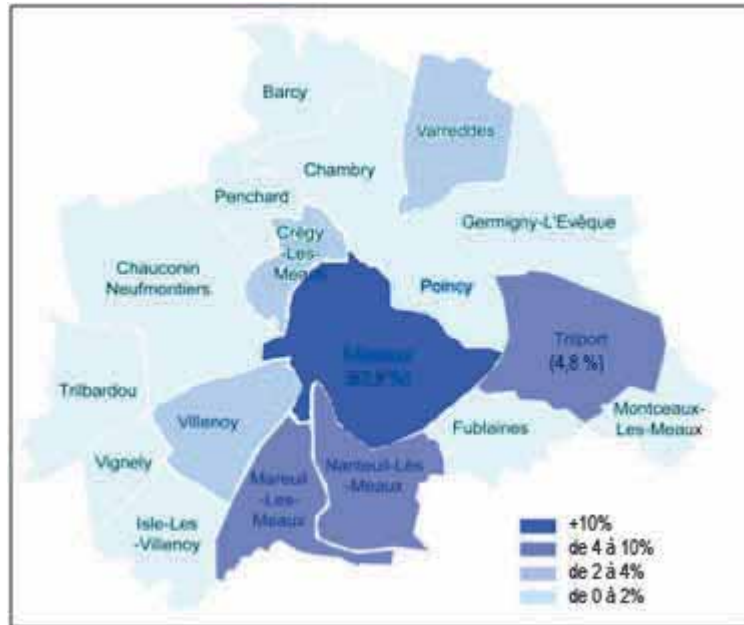 Barcy
Varreddes
Chambry
Penchard
Germigny-L'Evêque
Crégy
-Les-
Chauconin
Neufmontiers
Poincy
Trilport
(4,8 %)
Trilbardou
Villenoy
Montceaux-
Les-Meaux
Fublaines
Vignely
Nanteuil-Lès
-Meaux
Mareuil
-Les-
Meaux
Isle-Les
-Villenoy
+10%
de 4 à 10%
de 2 à 4%
de 0 à 2%